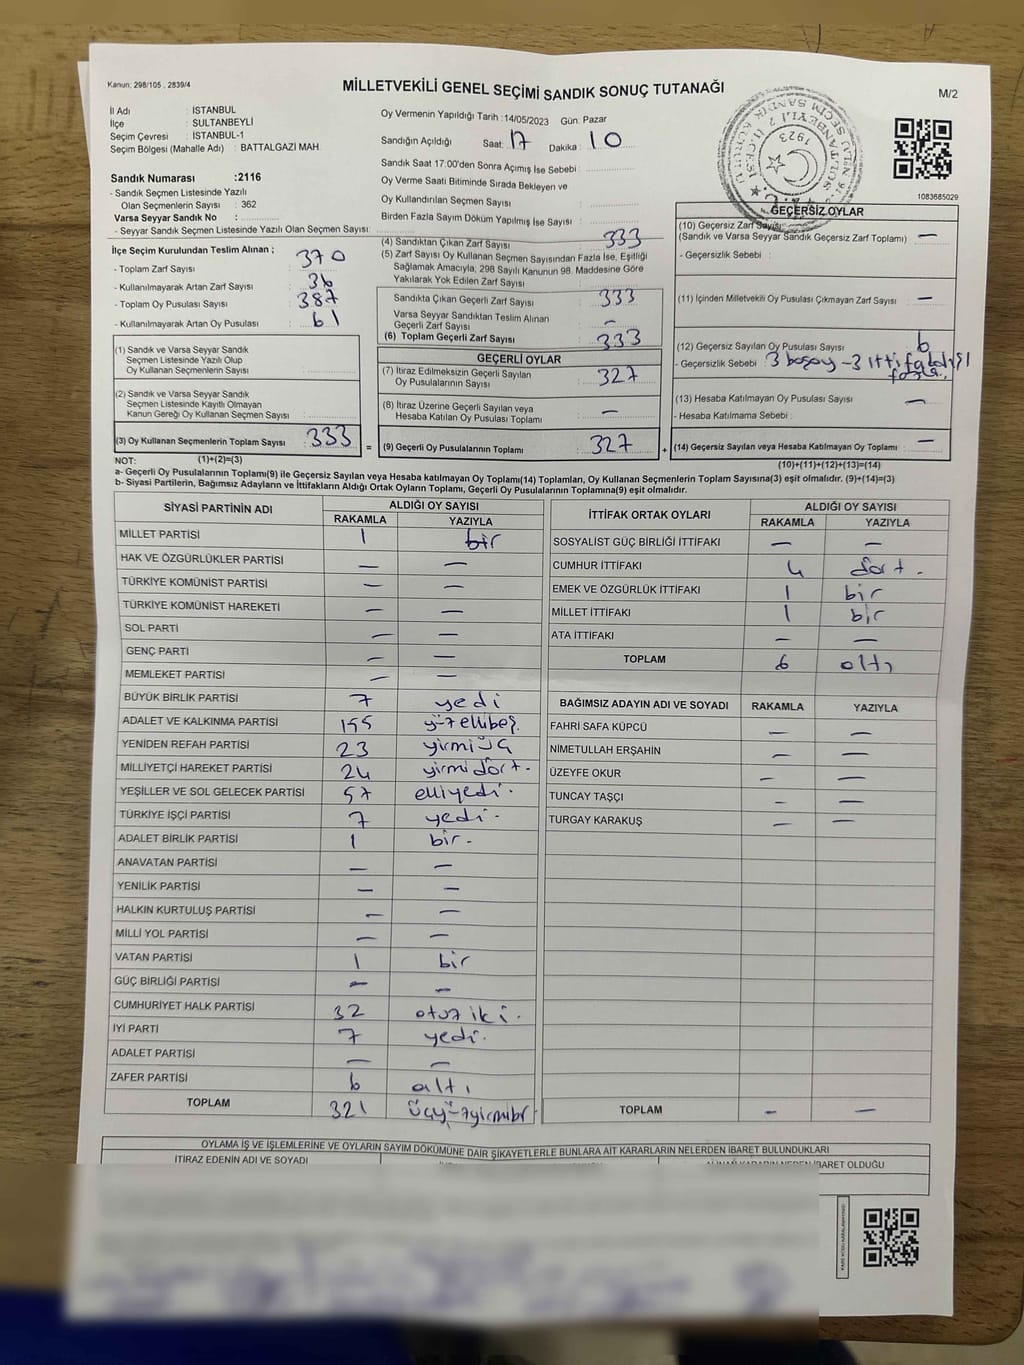 Kanun; 298/105 , 2839/4
MİLLETVEKİLİ GENEL SEÇİMİ SANDIK SONUÇ TUTANAĞI
M/2
İl Adı : İSTANBUL
İlçe : SULTANBEYLİ
Seçim Çevresi : İSTANBUL-1
Seçim Bölgesi (Mahalle Adı) : BATTALGAZİ MAH.
Oy Vermenin Yapıldığı Tarih : 14/05/2023 Gün: Pazar
Sandığın Açıldığı Saat: 17 Dakika : 10
Sandık Saat 17:00'den Sonra Açımış İse Sebebi :
Oy Verme Saati Bitiminde Sırada Bekleyen ve
Oy Kullandırılan Seçmen Sayısı :
Birden Fazla Sayım Döküm Yapılmış İse Sayısı :
1083685029
Sandık Numarası :2116
- Sandık Seçmen Listesinde Yazılı
Olan Seçmenlerin Sayısı : 362
Varsa Seyyar Sandık No :
- Seyyar Sandık Seçmen Listesinde Yazılı Olan Seçmen Sayısı:
İlçe Seçim Kurulundan Teslim Alınan ;
- Toplam Zarf Sayısı : 370
- Kullanılmayarak Artan Zarf Sayısı : 36
- Toplam Oy Pusulası Sayısı : 387
- Kullanılmayarak Artan Oy Pusulası : 61
(1) Sandık ve Varsa Seyyar Sandık
Seçmen Listesinde Yazılı Olup
Oy Kullanan Seçmenlerin Sayısı :
(2) Sandık ve Varsa Seyyar Sandık
Seçmen Listesinde Kayıtlı Olmayan
Kanun Gereği Oy Kullanan Seçmen Sayısı :
(3) Oy Kullanan Seçmenlerin Toplam Sayısı : 333 =
(1)+(2)=(3)
(4) Sandıktan Çıkan Zarf Sayısı : 333
(5) Zarf Sayısı Oy Kullanan Seçmen Sayısından Fazla İse, Eşitliği
Sağlamak Amacıyla, 298 Sayılı Kanunun 98. Maddesine Göre
Yakılarak Yok Edilen Zarf Sayısı :
Sandıkta Çıkan Geçerli Zarf Sayısı : 333
Varsa Seyyar Sandıktan Teslim Alınan
Geçerli Zarf Sayısı : -
(6) Toplam Geçerli Zarf Sayısı : 333
GEÇERLİ OYLAR
(7) İtiraz Edilmeksizin Geçerli Sayılan
Oy Pusulalarının Sayısı : 327
(8) İtiraz Üzerine Geçerli Sayılan veya
Hesaba Katılan Oy Pusulası Toplamı : -
(9) Geçerli Oy Pusulalarının Toplamı : 327 +
GEÇERSİZ OYLAR
(10) Geçersiz Zarf Sayısı : -
(Sandık ve Varsa Seyyar Sandık Geçersiz Zarf Toplamı)
- Geçersizlik Sebebi :
(11) İçinden Milletvekili Oy Pusulası Çıkmayan Zarf Sayısı : -
(12) Geçersiz Sayılan Oy Pusulası Sayısı : 6
- Geçersizlik Sebebi
(13) Hesaba Katılmayan Oy Pusulası Sayısı : -
- Hesaba Katılmama Sebebi :
(14) Geçersiz Sayılan veya Hesaba Katılmayan Oy Toplamı : -
(10)+(11)+(12)+(13)=(14)
NOT:
a- Geçerli Oy Pusulalarının Toplamı(9) ile Geçersiz Sayılan veya Hesaba katılmayan Oy Toplamı(14) Toplamları, Oy Kullanan Seçmenlerin Toplam Sayısına(3) eşit olmalıdır. (9)+(14)=(3)
b- Siyasi Partilerin, Bağımsız Adayların ve İttifakların Aldığı Ortak Oyların Toplamı, Geçerli Oy Pusulalarının Toplamına(9) eşit olmalıdır.
SİYASİ PARTİNİN ADI ALDIĞI OY SAYISI
RAKAMLA YAZIYLA
MİLLET PARTİSİ 1 bir
HAK VE ÖZGÜRLÜKLER PARTİSİ - -
TÜRKİYE KOMÜNİST PARTİSİ - -
TÜRKİYE KOMÜNİST HAREKETİ - -
SOL PARTİ - -
GENÇ PARTİ - -
MEMLEKET PARTİSİ - -
BÜYÜK BİRLİK PARTİSİ 7 yedi
ADALET VE KALKINMA PARTİSİ 155 yüzellibeş.
YENİDEN REFAH PARTİSİ 23 yirmiüç
MİLLİYETÇİ HAREKET PARTİSİ 24 yirmidört.
YEŞİLLER VE SOL GELECEK PARTİSİ 57 elliyedi.
TÜRKİYE İŞÇİ PARTİSİ 7 yedi.
ADALET BİRLİK PARTİSİ 1 bir.
ANAVATAN PARTİSİ - -
YENİLİK PARTİSİ - -
HALKIN KURTULUŞ PARTİSİ - -
MİLLİ YOL PARTİSİ - -
VATAN PARTİSİ 1 bir
GÜÇ BİRLİĞİ PARTİSİ - -
CUMHURİYET HALK PARTİSİ 32 otuz iki.
İYİ PARTİ 7 yedi.
ADALET PARTİSİ - -
ZAFER PARTİSİ 6 altı
TOPLAM 321 üçyüzyirmibr
İTTİFAK ORTAK OYLARI ALDIĞI OY SAYISI
RAKAMLA YAZIYLA
SOSYALİST GÜÇ BİRLİĞİ İTTİFAKI - -
CUMHUR İTTİFAKI 4 dört.
EMEK VE ÖZGÜRLÜK İTTİFAKI 1 bir
MİLLET İTTİFAKI 1 bir
ATA İTTİFAKI - -
TOPLAM 6 altı
BAĞIMSIZ ADAYIN ADI VE SOYADI RAKAMLA YAZIYLA
FAHRİ SAFA KÜPCÜ - -
NİMETULLAH ERŞAHİN - -
ÜZEYFE OKUR - -
TUNCAY TAŞÇI - -
TURGAY KARAKUŞ - -
TOPLAM - -
OYLAMA İŞ VE İŞLEMLERİNE VE OYLARIN SAYIM DÖKÜMÜNE DAİR ŞİKAYETLERLE BUNLARA AİT KARARLARIN NELERDEN İBARET BULUNDUKLARI
İTİRAZ EDENİN ADI VE SOYADI